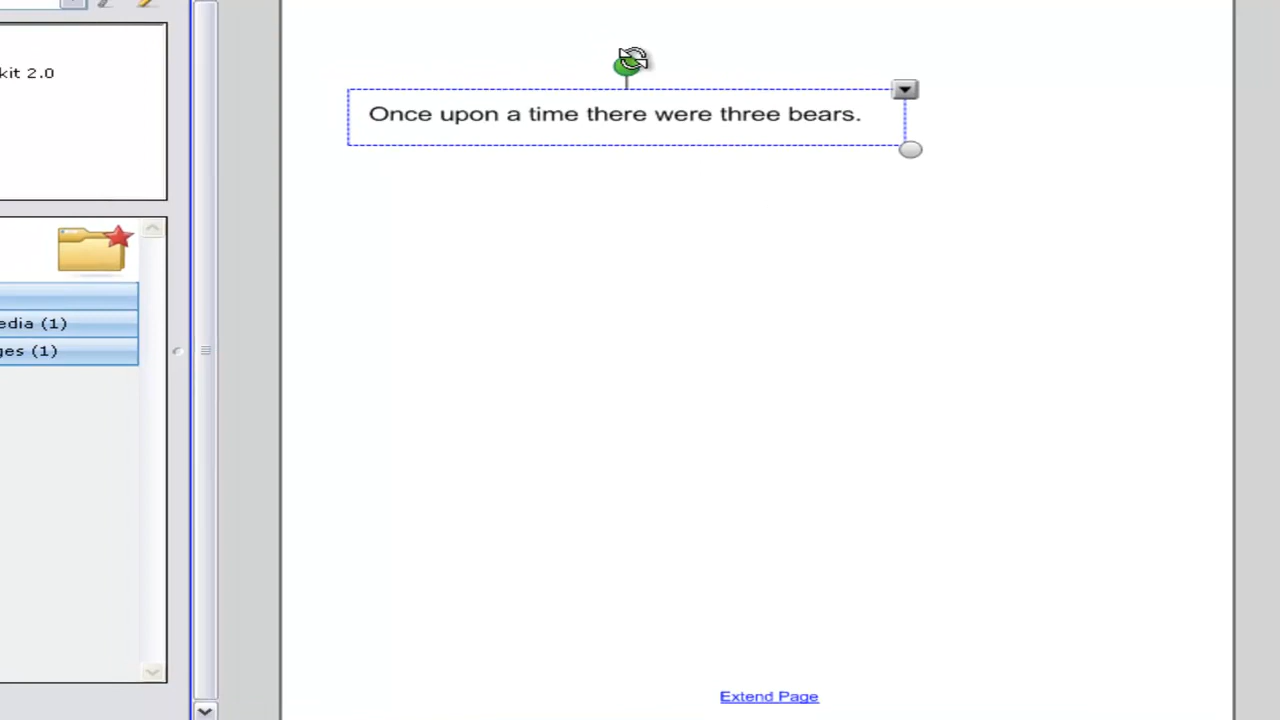 kit 2.0
Once upon a time there were three bears.
edia (1)
ges (1)
Extend Page